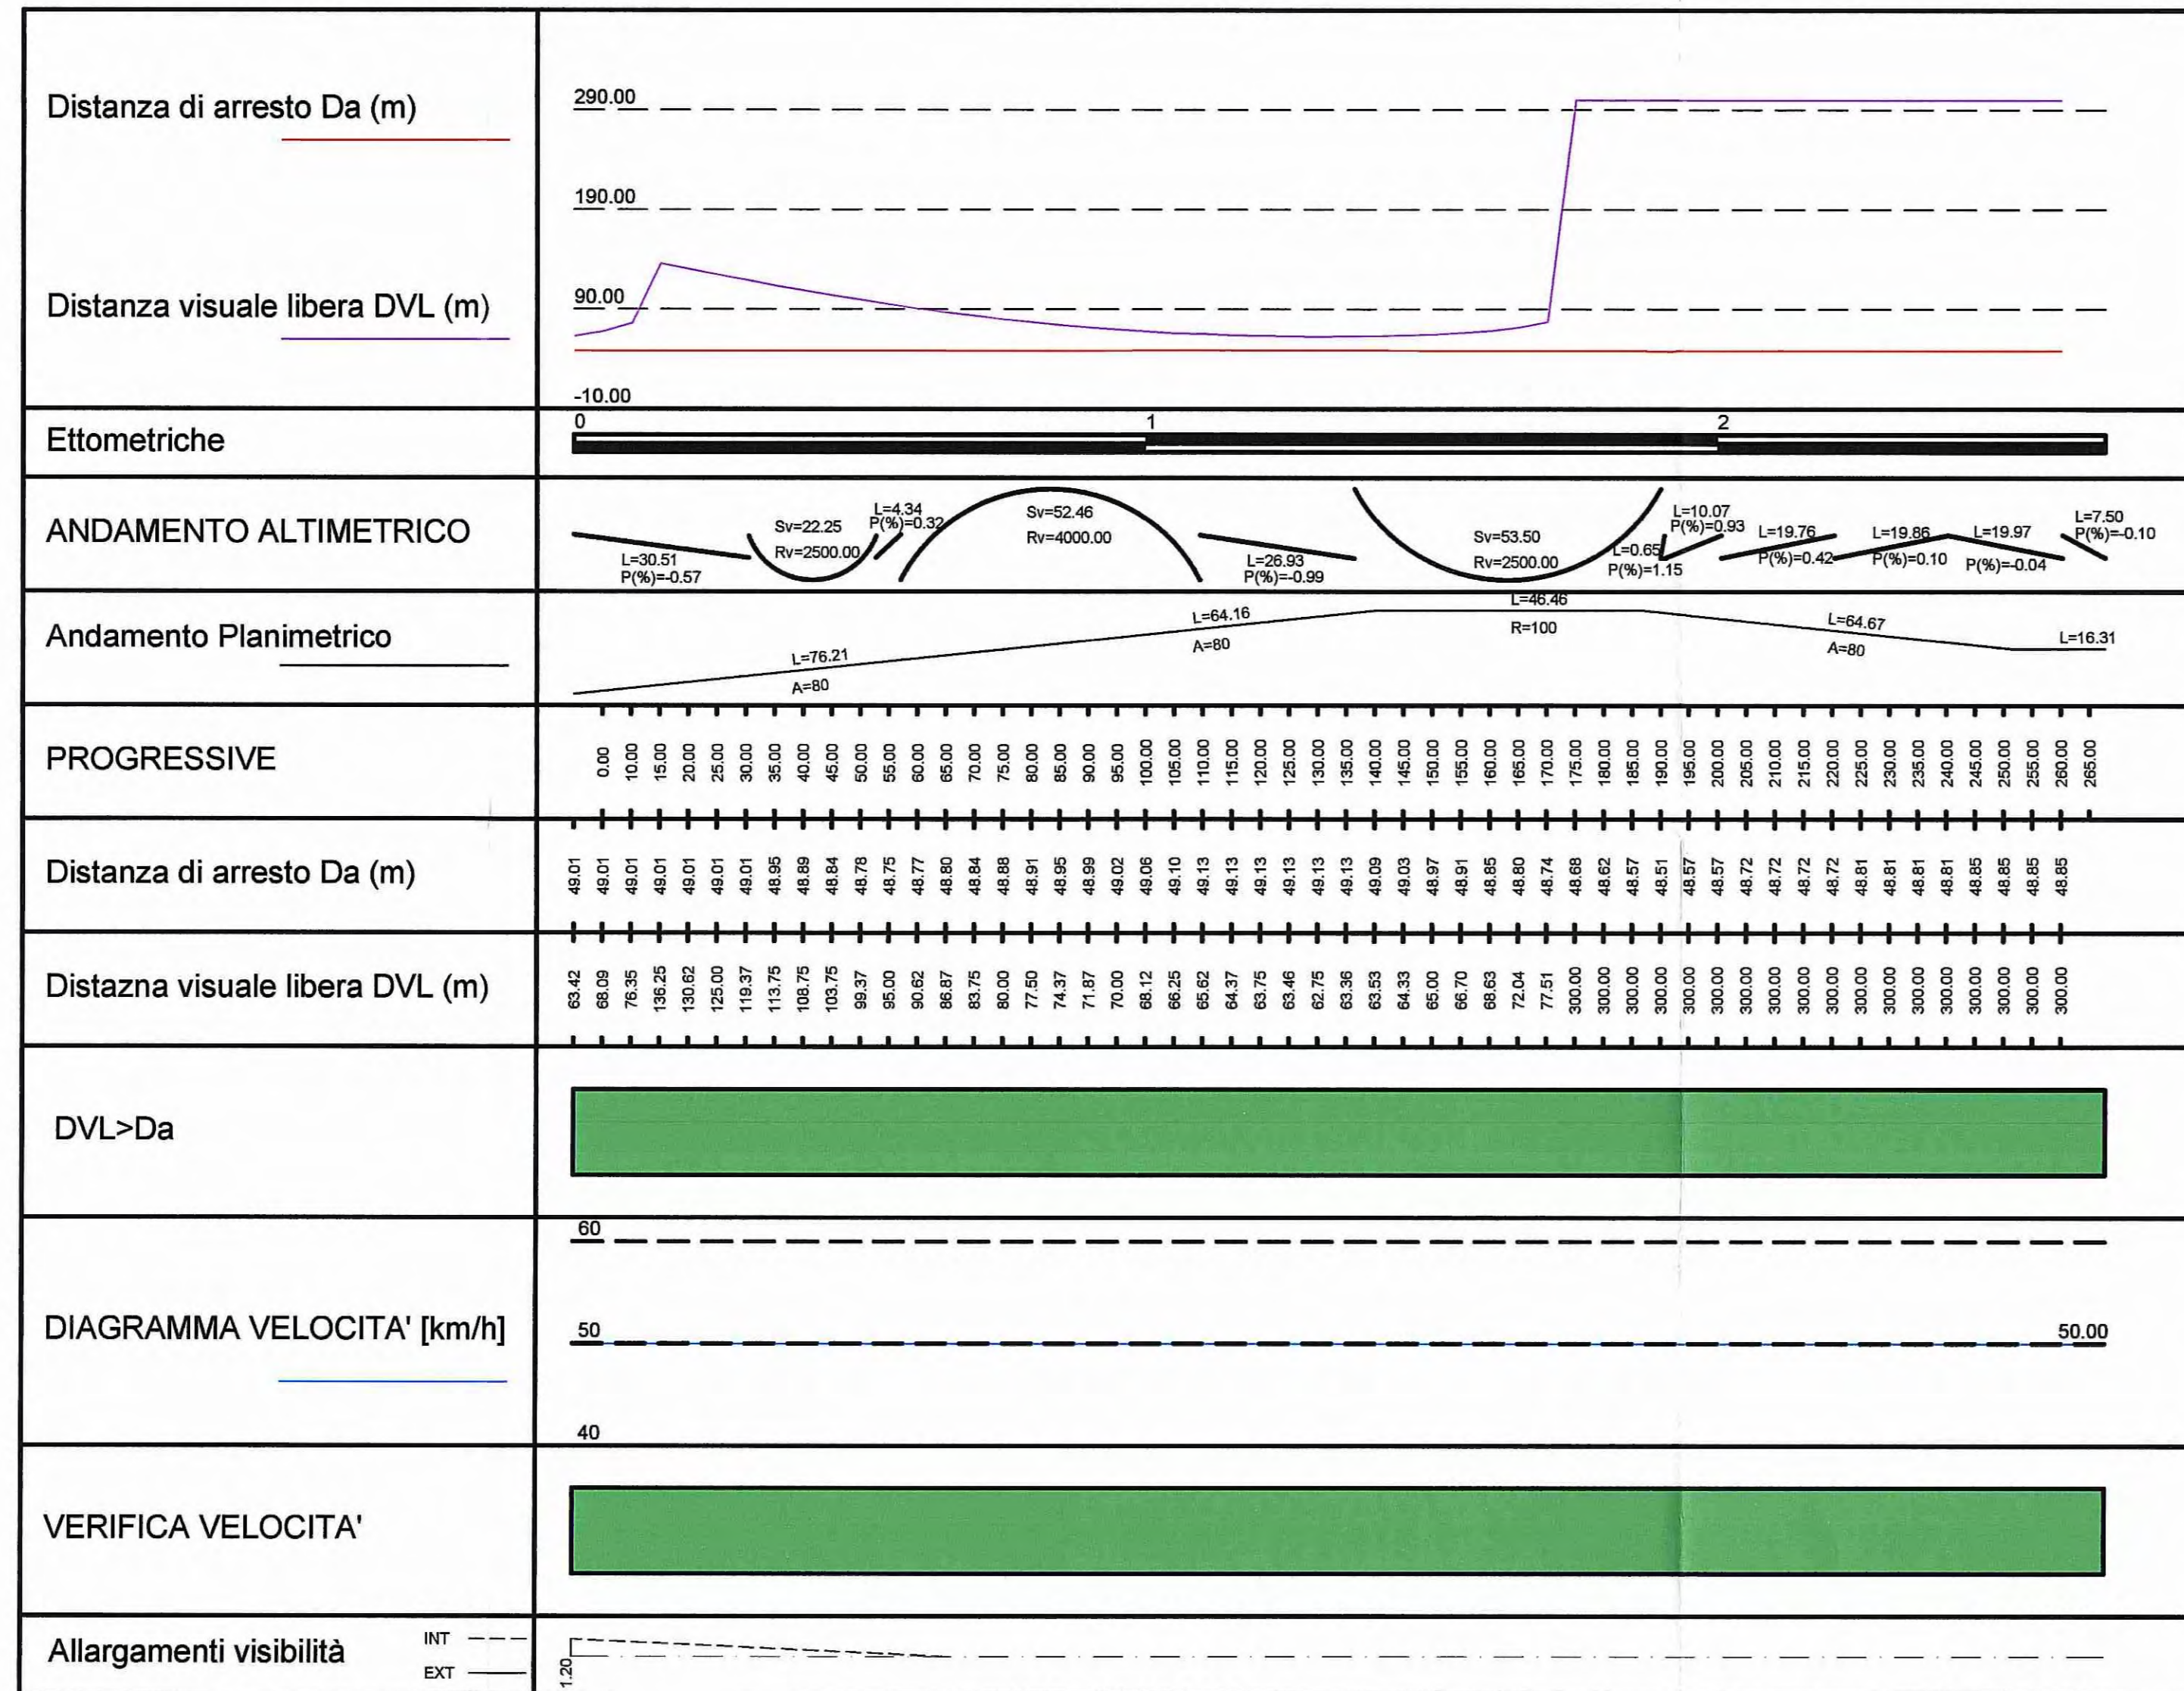 Distanza di arresto Da (m)
290.00
190.00
Distanza visuale libera DVL (m)
90.00
-10.00
Ettometriche
0 1 2
ANDAMENTO ALTIMETRICO
L=30.51
P(%)=-0.57
Sv=22.25
Rv=2500.00
L=4.34
P(%)=0.32
Sv=52.46
Rv=4000.00
L=26.93
P(%)=-0.99
Sv=53.50
Rv=2500.00
L=0.65
P(%)=1.15
L=10.07
P(%)=0.93
L=19.76
P(%)=0.42
L=19.86
P(%)=0.10
L=19.97
P(%)=-0.04
L=7.50
P(%)=-0.10
Andamento Planimetrico
L=76.21
A=80
L=64.16
A=80
L=46.46
R=100
L=64.67
A=80
L=16.31
PROGRESSIVE
0.00 10.00 15.00 20.00 25.00 30.00 35.00 40.00 45.00 50.00 55.00 60.00 65.00 70.00 75.00 80.00 85.00 90.00 95.00 100.00 105.00 110.00 115.00 120.00 125.00 130.00 135.00 140.00 145.00 150.00 155.00 160.00 165.00 170.00 175.00 180.00 185.00 190.00 195.00 200.00 205.00 210.00 215.00 220.00 225.00 230.00 235.00 240.00 245.00 250.00 255.00 260.00 265.00
Distanza di arresto Da (m)
49.01 49.01 49.01 49.01 49.01 49.01 49.01 48.95 48.89 48.84 48.78 48.75 48.77 48.80 48.84 48.88 48.91 48.95 48.99 49.02 49.06 49.10 49.13 49.13 49.13 49.13 49.13 49.13 49.09 49.03 48.97 48.91 48.85 48.80 48.74 48.68 48.62 48.57 48.51 48.57 48.57 48.72 48.72 48.72 48.72 48.81 48.81 48.81 48.81 48.85 48.85 48.85 48.85
Distazna visuale libera DVL (m)
63.42 68.09 76.35 136.25 130.62 125.00 119.37 113.75 108.75 103.75 99.37 95.00 90.62 86.87 83.75 80.00 77.50 74.37 71.87 70.00 68.12 66.25 65.62 64.37 63.75 63.46 62.75 63.36 63.53 64.33 65.00 66.70 68.63 72.04 77.51 300.00 300.00 300.00 300.00 300.00 300.00 300.00 300.00 300.00 300.00 300.00 300.00 300.00 300.00 300.00 300.00 300.00 300.00
DVL>Da
60
DIAGRAMMA VELOCITA' [km/h]
50
50.00
40
VERIFICA VELOCITA'
Allargamenti visibilità
INT
EXT
1.20